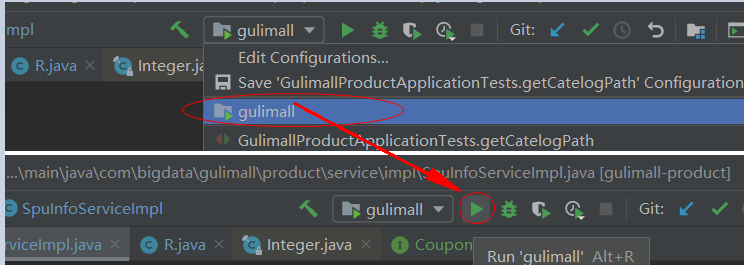 mpl gulimall Git:
R.java Integer.java
Edit Configurations...
Save 'GulimallProductApplicationTests.getCatelogPath' Configuration
gulimall
GulimallProductApplicationTests.getCatelogPath
...\main\java\com\bigdata\gulimall\product\service\impl\SpuInfoServiceImpl.java [gulimall-product]
SpuInfoServiceImpl gulimall Git:
rviceImpl.java R.java Integer.java Coupon
Run 'gulimall' Alt+R